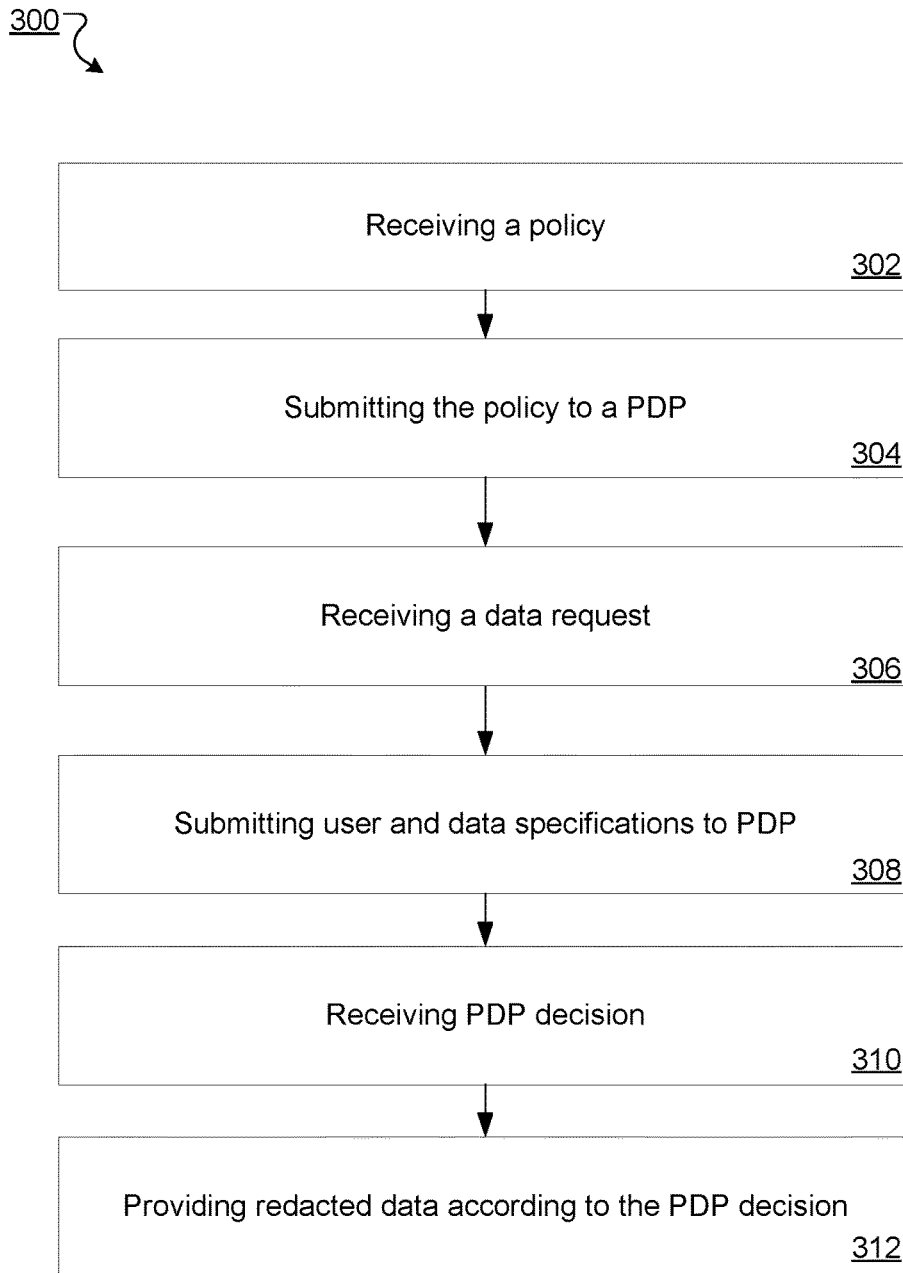 300
Receiving a policy
302
Submitting the policy to a PDP
304
Receiving a data request
306
Submitting user and data specifications to PDP
308
Receiving PDP decision
310
Providing redacted data according to the PDP decision
312